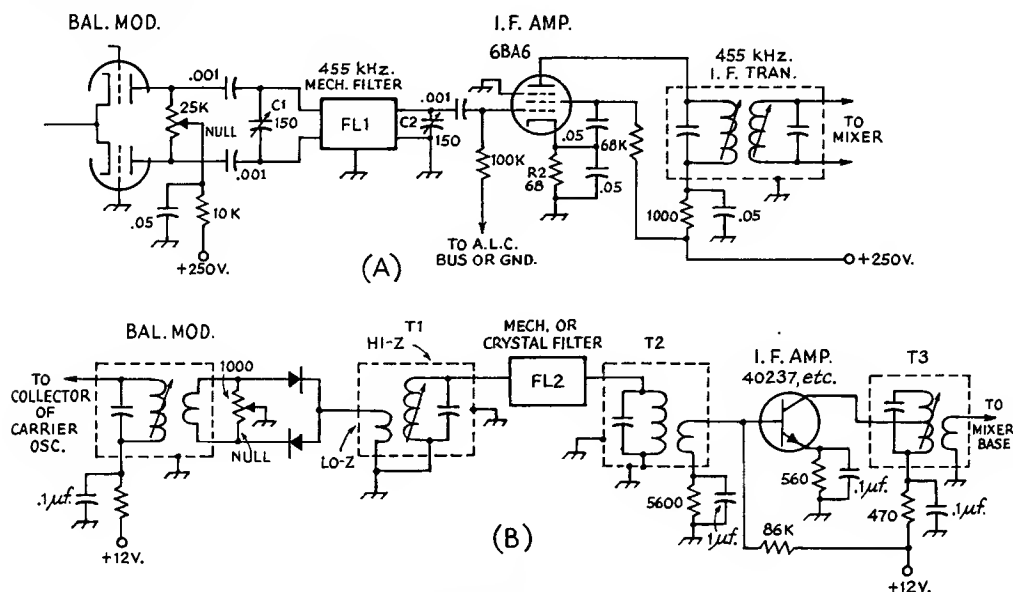 BAL. MOD.
.001
25K
NULL
.001
.05
10K
+250V.
C1
150
455 kHz.
MECH. FILTER
FL1
C2
150
.001
100K
TO A.L.C.
BUS OR GND.
I.F. AMP.
6BA6
.05
R2
68
.05
68K
455 kHz.
I.F. TRAN.
TO
MIXER
1000
.05
+250V.
(A)
BAL. MOD.
TO
COLLECTOR
OF
CARRIER
OSC.
1000
NULL
.1µf.
+12V.
T1
HI-Z
LO-Z
MECH. OR
CRYSTAL FILTER
FL2
T2
5600
.1µf.
I.F. AMP.
40237, etc.
560
.1µf.
86K
T3
TO
MIXER
BASE
470
.1µf.
+12V.
(B)